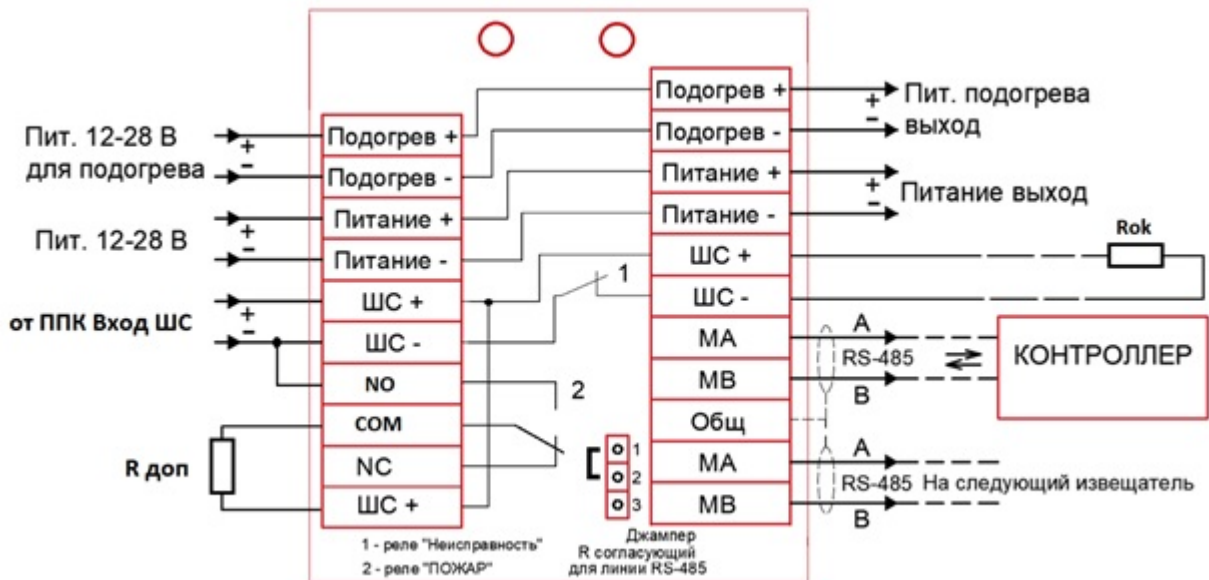 Пит. 12-28 В
для подогрева
+
-
Пит. 12-28 В
+
-
от ППК Вход ШС
+
-
R доп
Подогрев +
Подогрев -
Питание +
Питание -
ШС +
ШС -
NO
COM
NC
ШС +
1
2
1
2
3
1 - реле "Неисправность"
2 - реле "ПОЖАР"
Джампер
R согласующий
для линии RS-485
Подогрев +
Подогрев -
Питание +
Питание -
ШС +
ШС -
МА
МВ
Общ
МА
МВ
+
-
Пит. подогрева
выход
+
-
Питание выход
Rok
A
RS-485
B
КОНТРОЛЛЕР
A
RS-485 На следующий извещатель
B